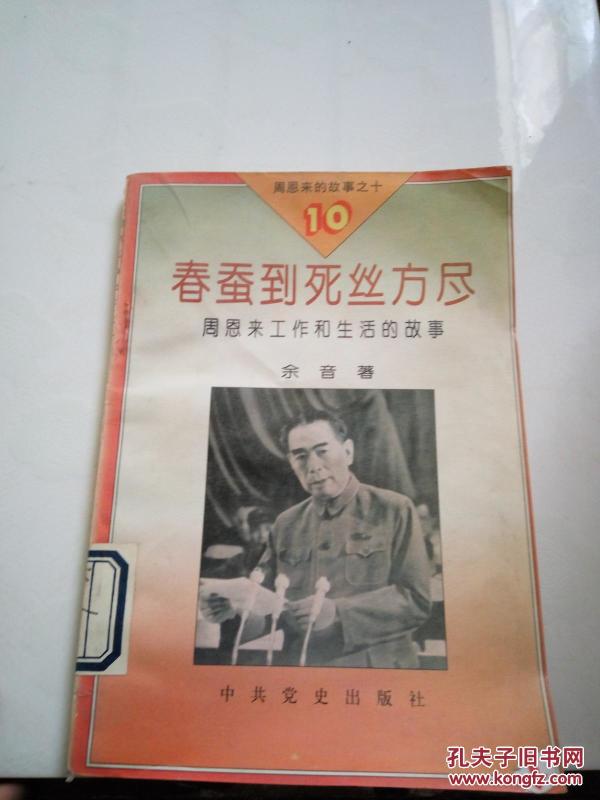 周恩来的故事之十
10
春蚕到死丝方尽
周恩来工作和生活的故事
余音著
中共党史出版社
孔夫子旧书网
www.kongfz.com